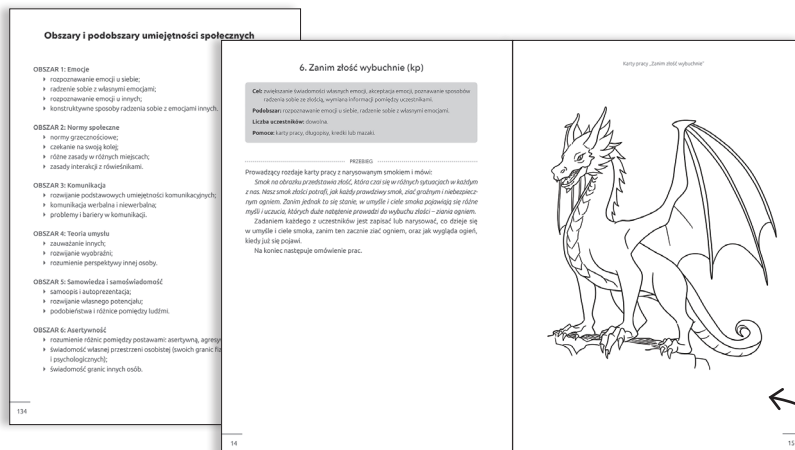 Obszary i podobszary umiejętności społecznych
OBSZAR 1: Emocje
rozpoznawanie emocji u siebie;
radzenie sobie z własnymi emocjami;
rozpoznawanie emocji u innych;
konstruktywne sposoby radzenia sobie z emocjami innych.
OBSZAR 2: Normy społeczne
normy grzecznościowe;
czekanie na swoją kolej;
różne zasady w różnych miejscach;
zasady interakcji z rówieśnikami.
OBSZAR 3: Komunikacja
rozwijanie podstawowych umiejętności komunikacyjnych;
komunikacja werbalna i niewerbalna;
problemy i bariery w komunikacji.
OBSZAR 4: Teoria umysłu
zauważanie innych;
rozwijanie wyobraźni;
rozumienie perspektywy innej osoby.
OBSZAR 5: Samowiedza i samoświadomość
samoopis i autoprezentacja;
rozwijanie własnego potencjału;
podobieństwa i różnice pomiędzy ludźmi.
OBSZAR 6: Asertywność
rozumienie różnic pomiędzy postawami: asertywną,
świadomość własnej przestrzeni osobistej (swoich granic
i psychologicznych);
świadomość granic innych osób.
134
6. Zanim złość wybuchnie (kp)
Cel: zwiększanie świadomości własnych emocji, akceptacja emocji, poznawanie sposobów
radzenia sobie ze złością, wymiana informacji pomiędzy uczestnikami.
Podobszar: rozpoznawanie emocji u siebie, radzenie sobie z własnymi emocjami.
Liczba uczestników: dowolna.
Pomoce: karty pracy, długopisy, kredki lub mazaki.
PRZEBIEG
Prowadzący rozdaje karty pracy z narysowanym smokiem i mówi:
Smok na obrazku przedstawia złość, która czai się w różnych sytuacjach w każdym
z nas. Nasz smok złości potrafi, jak każdy prawdziwy smok, ziać groźnym i niebezpiecz-
nym ogniem. Zanim jednak to się stanie, w umyśle i ciele smoka pojawiają się różne
myśli i uczucia, których duże natężenie prowadzi do wybuchu złości – ziania ogniem.
Zadaniem każdego z uczestników jest zapisać lub narysować, co dzieje się
w umyśle i ciele smoka, zanim ten zacznie ziać ogniem, oraz jak wygląda ogień,
kiedy już się pojawi.
Na koniec następuje omówienie prac.
14
Karty pracy „Zanim złość wybuchnie”
15